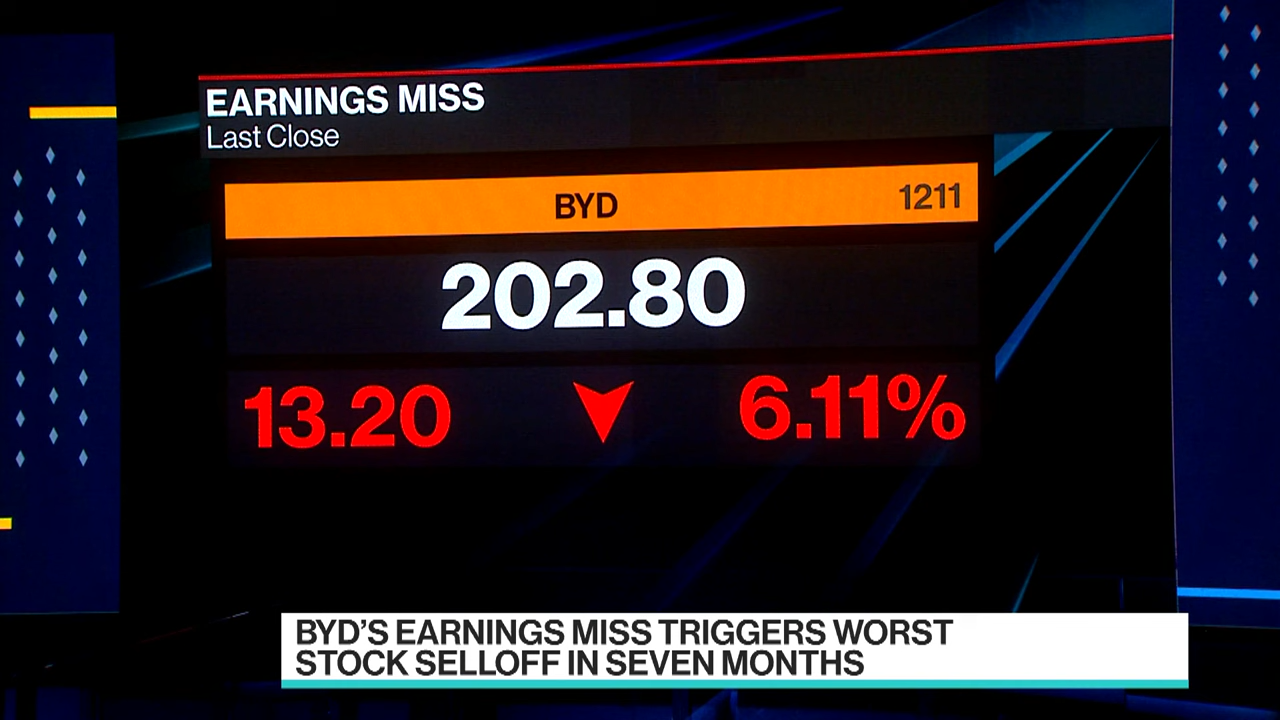 EARNINGS MISS
Last Close
BYD 1211
202.80
13.20 6.11%
BYD'S EARNINGS MISS TRIGGERS WORST
STOCK SELLOFF IN SEVEN MONTHS